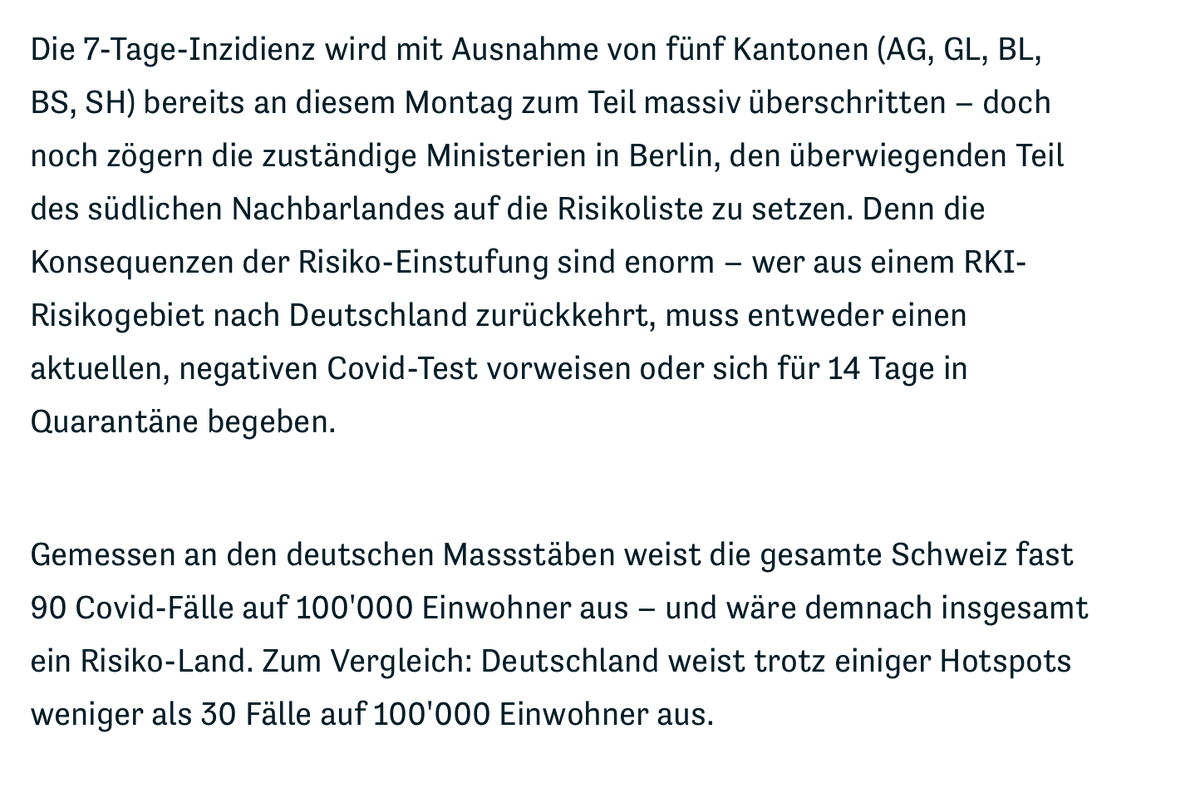 Die 7-Tage-Inzidienz wird mit Ausnahme von fünf Kantonen (AG, GL, BL,
BS, SH) bereits an diesem Montag zum Teil massiv überschritten – doch
noch zögern die zuständige Ministerien in Berlin, den überwiegenden Teil
des südlichen Nachbarlandes auf die Risikoliste zu setzen. Denn die
Konsequenzen der Risiko-Einstufung sind enorm – wer aus einem RKI-
Risikogebiet nach Deutschland zurückkehrt, muss entweder einen
aktuellen, negativen Covid-Test vorweisen oder sich für 14 Tage in
Quarantäne begeben.
Gemessen an den deutschen Massstäben weist die gesamte Schweiz fast
90 Covid-Fälle auf 100'000 Einwohner aus – und wäre demnach insgesamt
ein Risiko-Land. Zum Vergleich: Deutschland weist trotz einiger Hotspots
weniger als 30 Fälle auf 100'000 Einwohner aus.